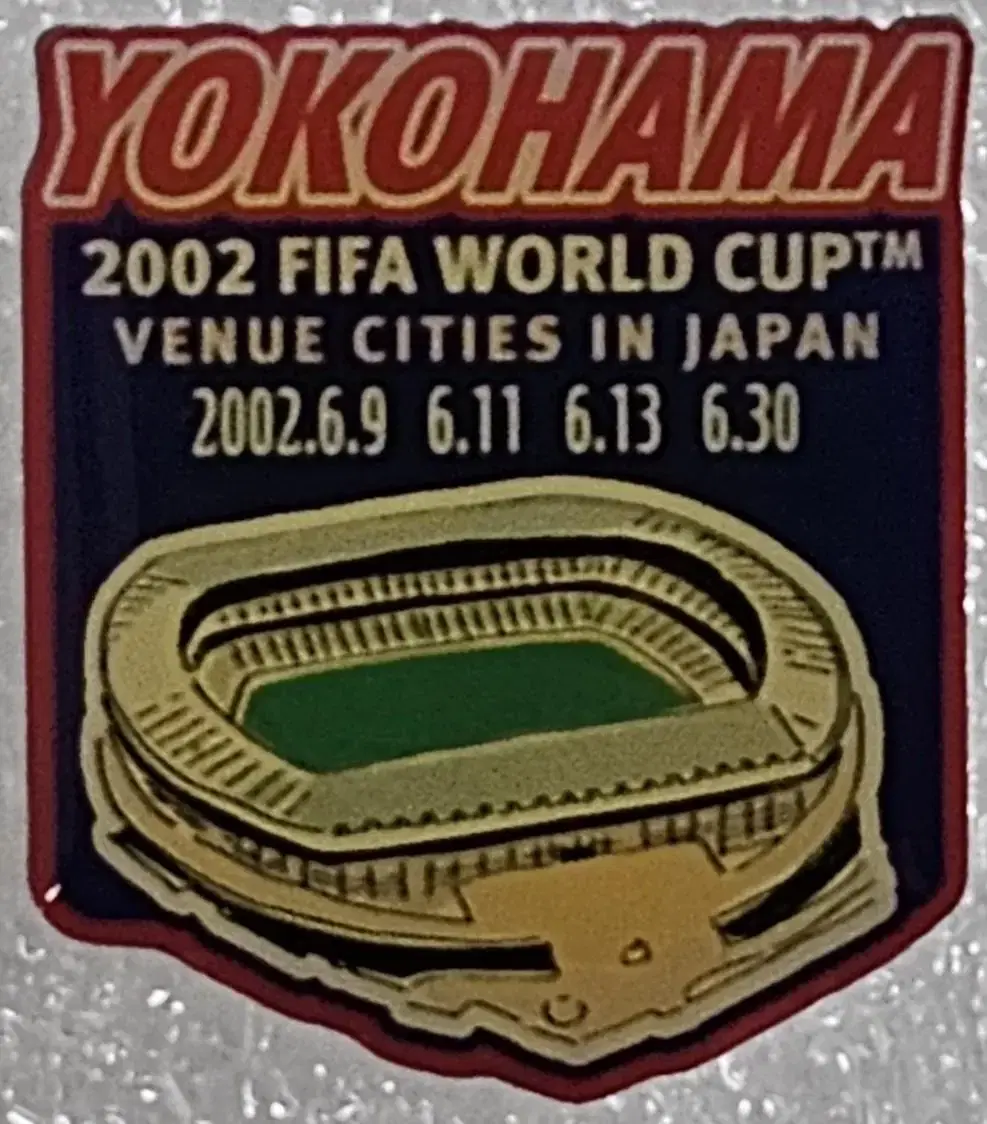 YOKOHAMA
2002 FIFA WORLD CUP™
VENUE CITIES IN JAPAN
2002.6.9 6.11 6.13 6.30